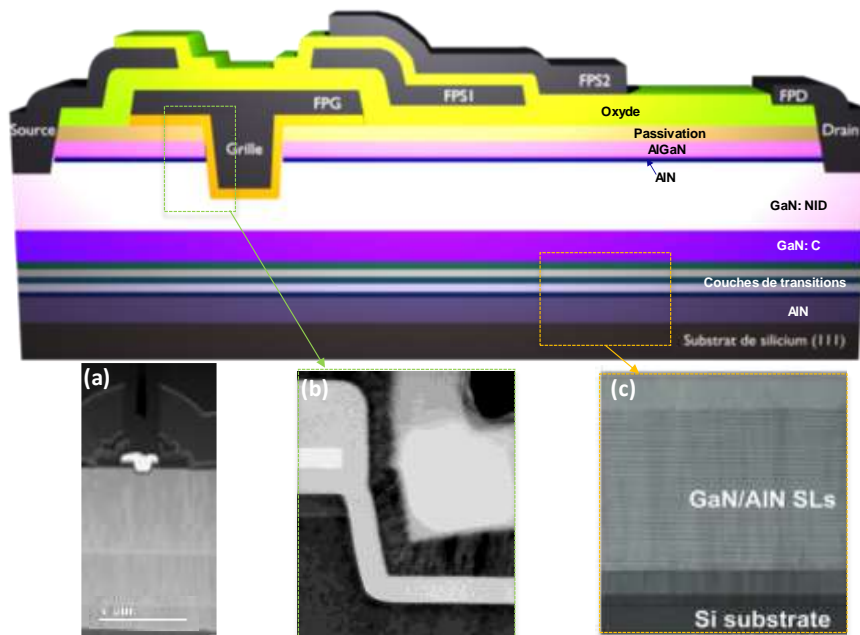 FPS2
FPG
FPS1
FPD
Oxyde
Source
Drain
Passivation
Grille
AlGaN
AlN
GaN: NID
GaN: C
Couches de transitions
AlN
Substrat de silicium (111)
(a)
(b)
(c)
GaN/AlN SLs
Si substrate